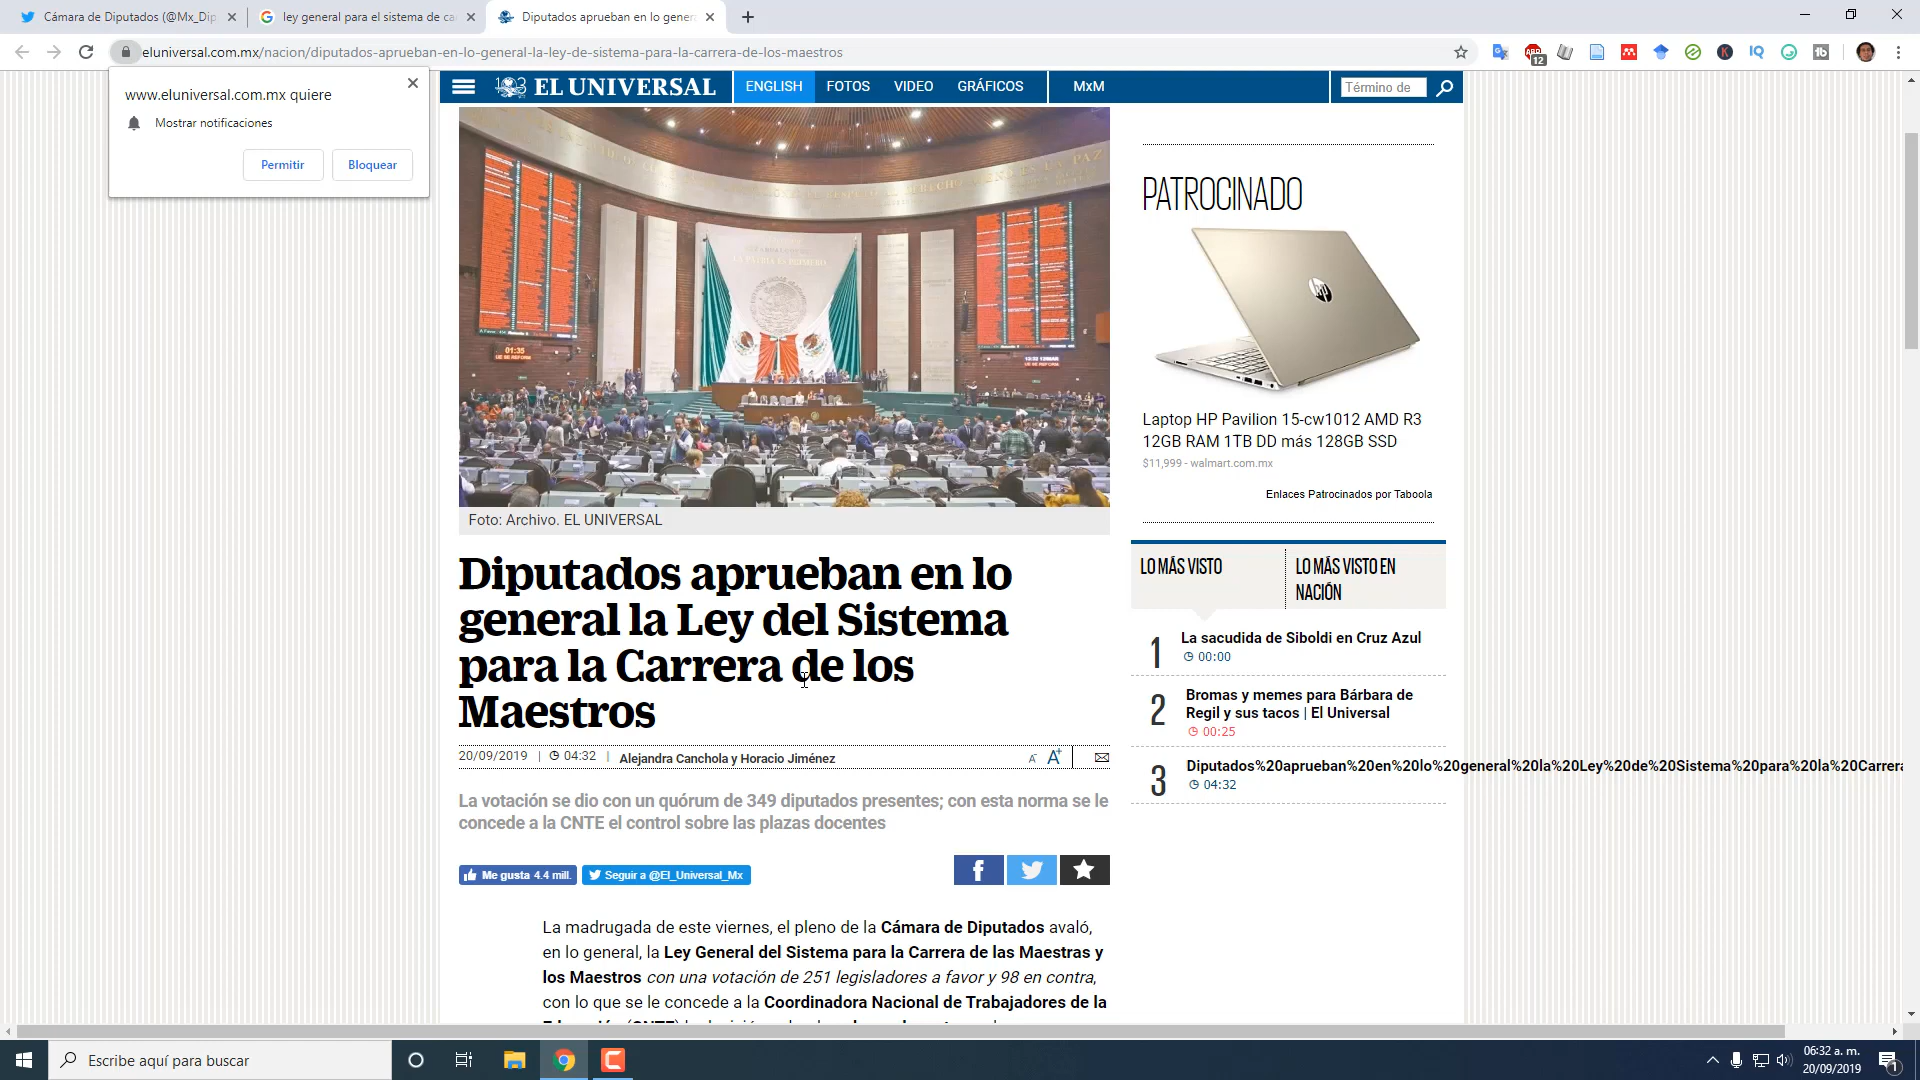 Cámara de Diputados (@Mx_Dip
ley general para el sistema de ca
Diputados aprueban en lo gener
eluniversal.com.mx/nacion/diputados-aprueban-en-lo-general-la-ley-de-sistema-para-la-carrera-de-los-maestros
12
www.eluniversal.com.mx quiere
Mostrar notificaciones
Permitir
Bloquear
EL UNIVERSAL
ENGLISH
FOTOS
VIDEO
GRÁFICOS
MxM
Término de
01:35
Foto: Archivo. EL UNIVERSAL
Diputados aprueban en lo
general la Ley del Sistema
para la Carrera de los
Maestros
20/09/2019 | 04:32 | Alejandra Canchola y Horacio Jiménez
A- A+
La votación se dio con un quórum de 349 diputados presentes; con esta norma se le
concede a la CNTE el control sobre las plazas docentes
Me gusta 4.4 mill.
Seguir a @El_Universal_Mx
La madrugada de este viernes, el pleno de la Cámara de Diputados avaló,
en lo general, la Ley General del Sistema para la Carrera de las Maestras y
los Maestros con una votación de 251 legisladores a favor y 98 en contra,
con lo que se le concede a la Coordinadora Nacional de Trabajadores de la
PATROCINADO
hp
Laptop HP Pavilion 15-cw1012 AMD R3
12GB RAM 1TB DD más 128GB SSD
$11,999 - walmart.com.mx
Enlaces Patrocinados por Taboola
LO MÁS VISTO
LO MÁS VISTO EN
NACIÓN
1
La sacudida de Siboldi en Cruz Azul
00:00
2
Bromas y memes para Bárbara de
Regil y sus tacos | El Universal
00:25
3
Diputados%20aprueban%20en%20lo%20general%20la%20Ley%20de%20Sistema%20para%20la%20Carrera
04:32
Escribe aquí para buscar
06:32 a. m.
20/09/2019
1